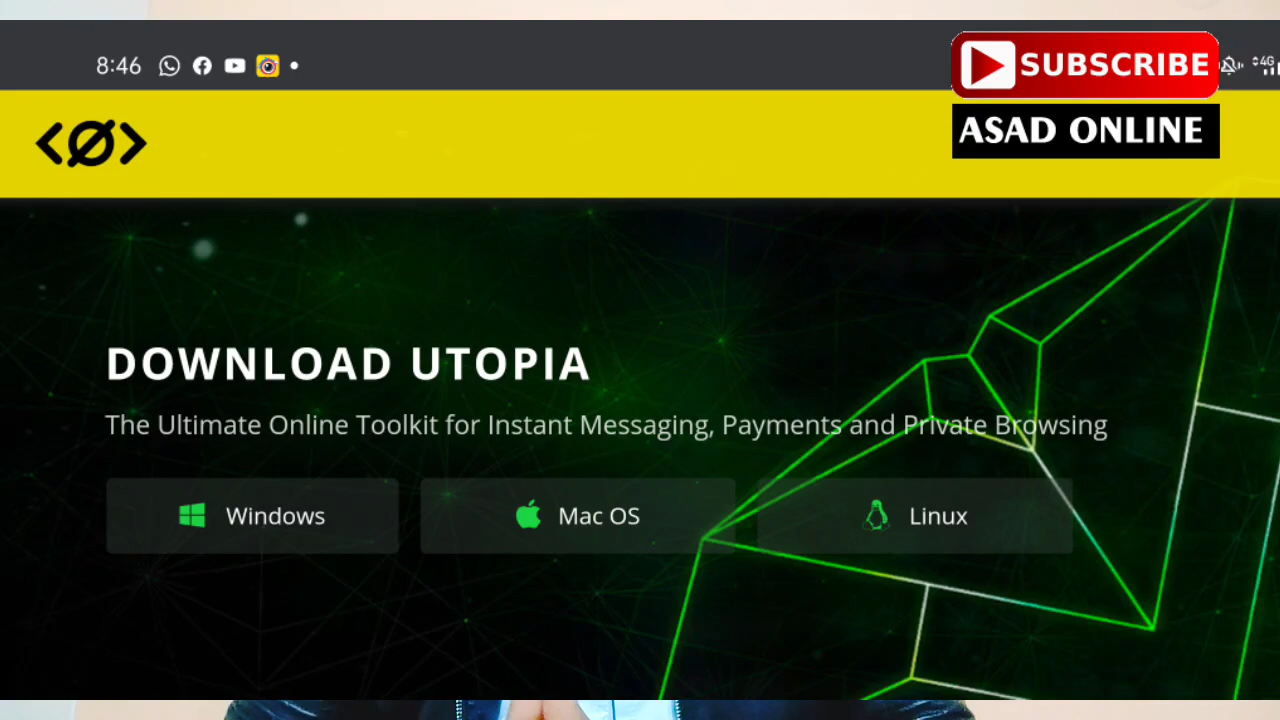 8:46
4G
SUBSCRIBE
ASAD ONLINE
<Ø>
DOWNLOAD UTOPIA
The Ultimate Online Toolkit for Instant Messaging, Payments and Private Browsing
Windows
Mac OS
Linux